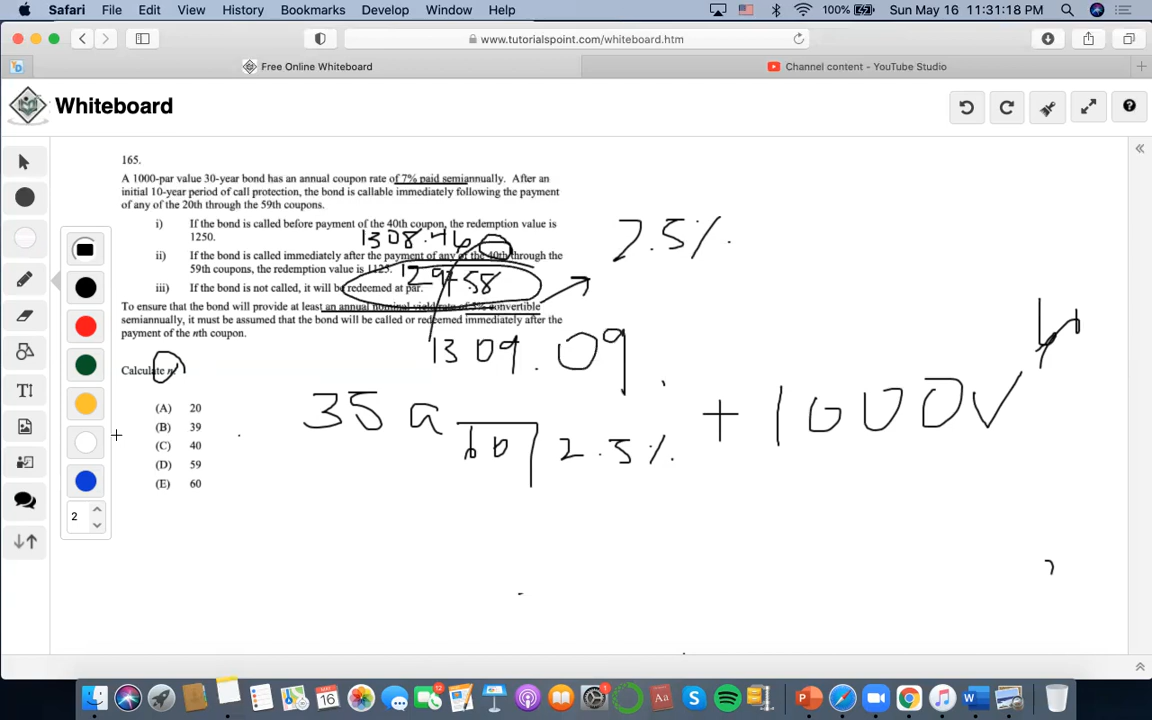 Safari File Edit View History Bookmarks Develop Window Help 100% Sun May 16 11:31:18 PM
www.tutorialspoint.com/whiteboard.htm
Free Online Whiteboard Channel content - YouTube Studio
Whiteboard
165.
A 1000-par value 30-year bond has an annual coupon rate of 7% paid semiannually. After an
initial 10-year period of call protection, the bond is callable immediately following the payment
of any of the 20th through the 59th coupons.
i) If the bond is called before payment of the 40th coupon, the redemption value is
1250.
1308.46
2.5%
ii) If the bond is called immediately after the payment of any of the 40th through the
59th coupons, the redemption value is 1125.
iii) If the bond is not called, it will be redeemed at par.
To ensure that the bond will provide at least an annual nominal yield rate of 5% convertible
semiannually, it must be assumed that the bond will be called or redeemed immediately after the
payment of the nth coupon.
1309.09
Calculate n.
35 a 60 2.5% + 1000V
(A) 20
(B) 39
(C) 40
(D) 59
(E) 60
2